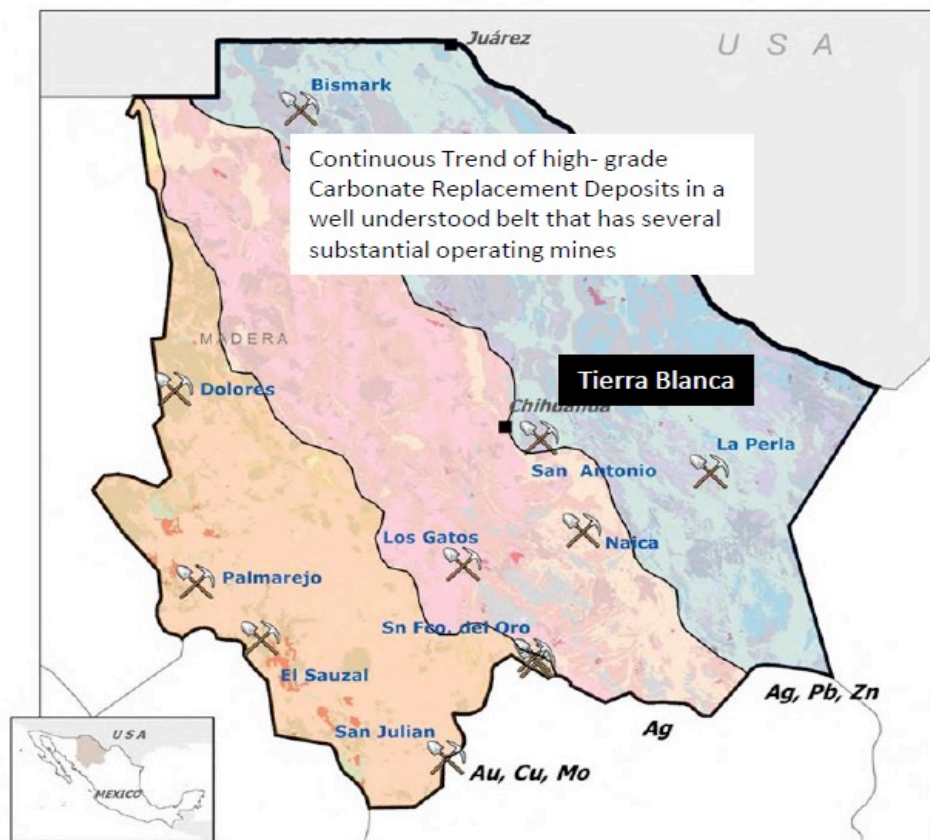 Juárez
U S A
Bismark
Continuous Trend of high- grade
Carbonate Replacement Deposits in a
well understood belt that has several
substantial operating mines
MADERA
Tierra Blanca
Dolores
Chihuahua
La Perla
San Antonio
Los Gatos
Naica
Palmarejo
Sn Fco. del Oro
El Sauzal
Ag, Pb, Zn
Ag
San Julian
Au, Cu, Mo
U S A
MEXICO